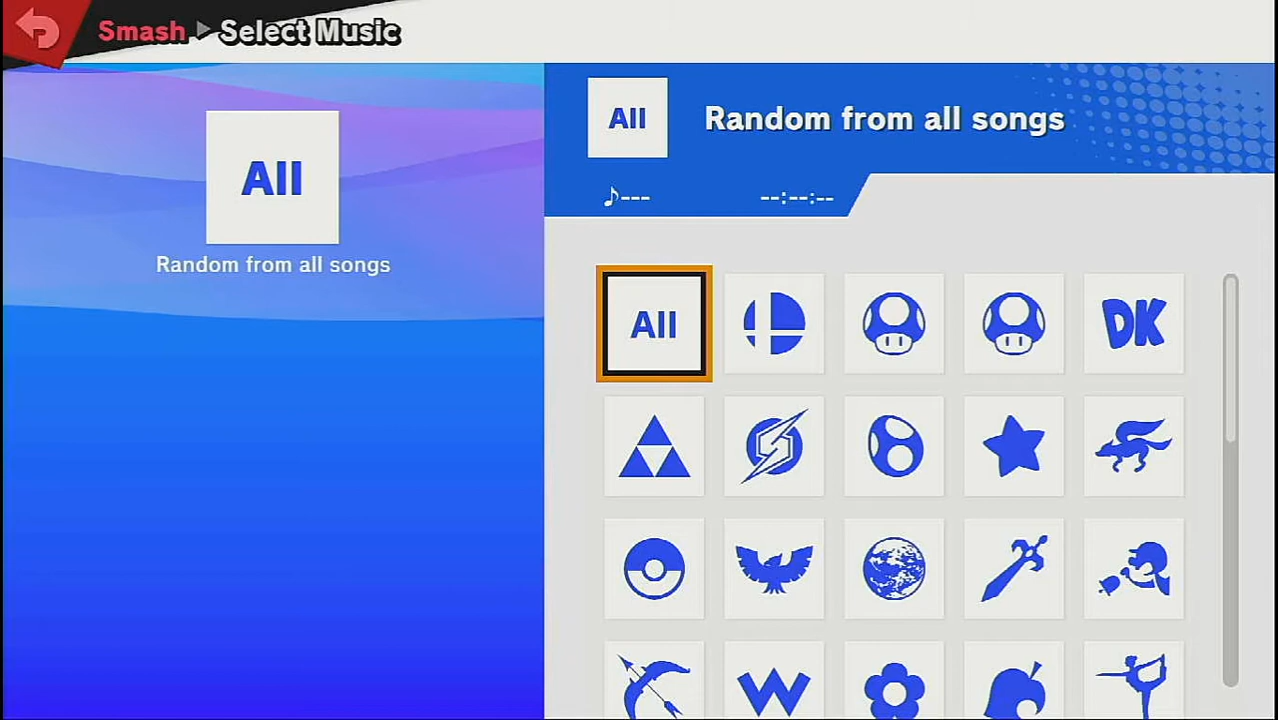 Smash ▶ Select Music
All
Random from all songs
All
Random from all songs
♪--- --:--:--
All
DK
W